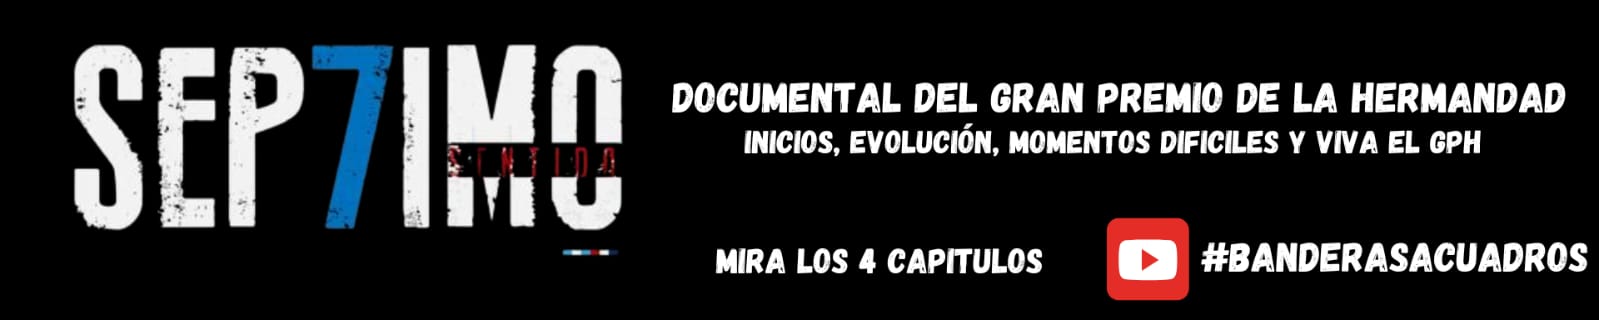 SEP7IMO
SENTIDO
DOCUMENTAL DEL GRAN PREMIO DE LA HERMANDAD
INICIOS, EVOLUCIÓN, MOMENTOS DIFICILES Y VIVA EL GPH
MIRA LOS 4 CAPITULOS
#BANDERASACUADROS